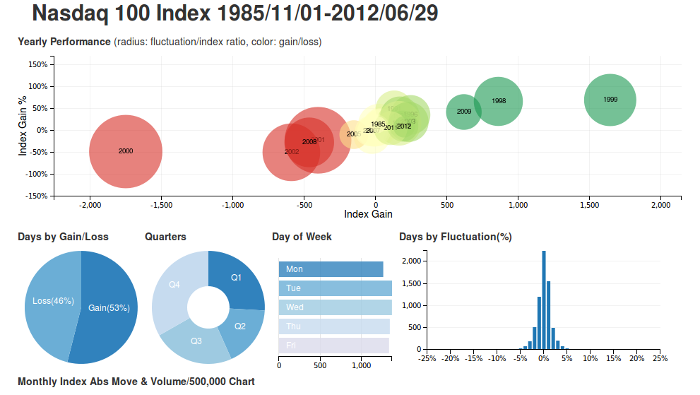 Nasdaq 100 Index 1985/11/01-2012/06/29
Yearly Performance (radius: fluctuation/index ratio, color: gain/loss)
Index Gain %
150%
100%
50%
0%
-50%
-100%
-150%
2000
2002
2008
1985
2012
2009
1998
1999
-2,000 -1,500 -1,000 -500 0 500 1,000 1,500 2,000
Index Gain
Days by Gain/Loss
Loss(46%)
Gain(53%)
Quarters
Q1
Q2
Q3
Q4
Day of Week
Mon
Tue
Wed
Thu
Fri
0 500 1,000
Days by Fluctuation(%)
2,000
1,500
1,000
500
0
-25% -20% -15% -10% -5% 0% 5% 10% 15% 20% 25%
Monthly Index Abs Move & Volume/500,000 Chart